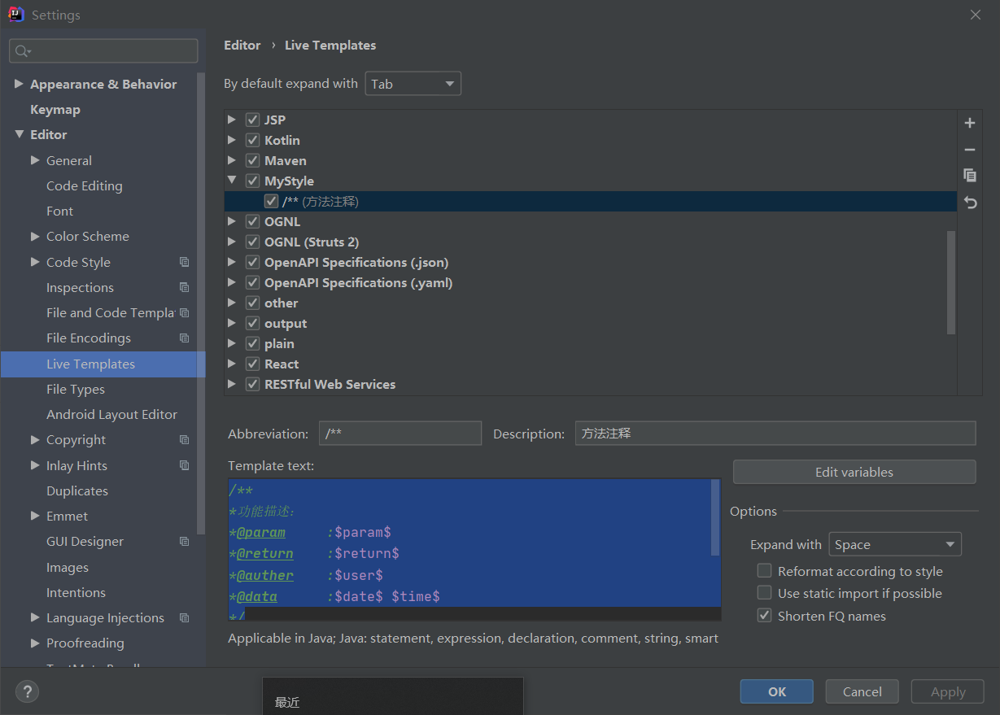 Settings
Appearance & Behavior
Keymap
Editor
General
Code Editing
Font
Color Scheme
Code Style
Inspections
File and Code Templa
File Encodings
Live Templates
File Types
Android Layout Editor
Copyright
Inlay Hints
Duplicates
Emmet
GUI Designer
Images
Intentions
Language Injections
Proofreading
Editor › Live Templates
By default expand with Tab
JSP
Kotlin
Maven
MyStyle
/** (方法注释)
OGNL
OGNL (Struts 2)
OpenAPI Specifications (.json)
OpenAPI Specifications (.yaml)
other
output
plain
React
RESTful Web Services
Abbreviation: /** Description: 方法注释
Template text:
/**
*功能描述:
*@param :$param$
*@return :$return$
*@auther :$user$
*@data :$date$ $time$
*/
Applicable in Java; Java: statement, expression, declaration, comment, string, smart
Edit variables
Options
Expand with Space
Reformat according to style
Use static import if possible
Shorten FQ names
?
最近
OK Cancel Apply